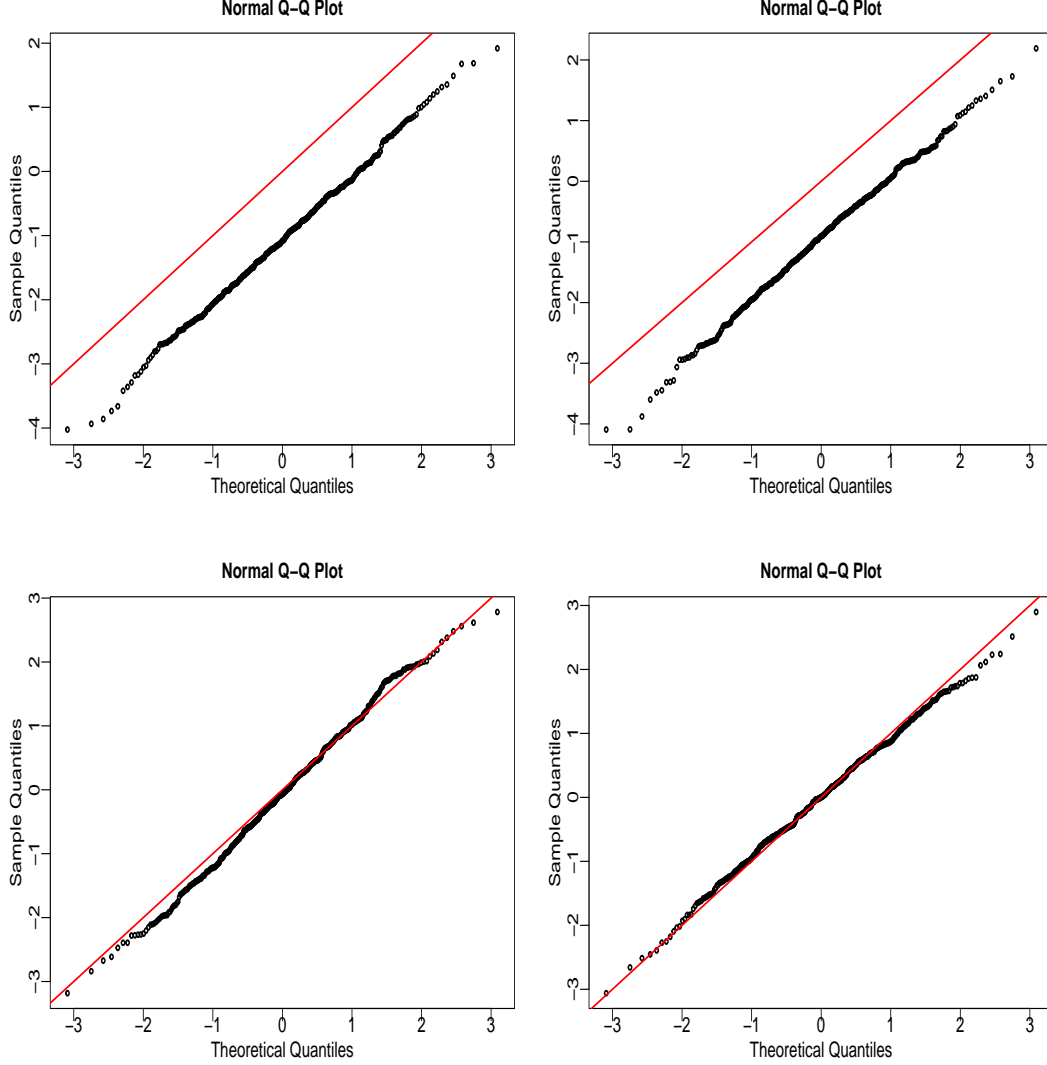 Normal Q−Q Plot
2
1
0
−1
−2
−3
−4
Sample Quantiles
−3 −2 −1 0 1 2 3
Theoretical Quantiles
Normal Q−Q Plot
2
1
0
−1
−2
−3
−4
Sample Quantiles
−3 −2 −1 0 1 2 3
Theoretical Quantiles
Normal Q−Q Plot
3
2
1
0
−1
−2
−3
Sample Quantiles
−3 −2 −1 0 1 2 3
Theoretical Quantiles
Normal Q−Q Plot
3
2
1
0
−1
−2
−3
Sample Quantiles
−3 −2 −1 0 1 2 3
Theoretical Quantiles